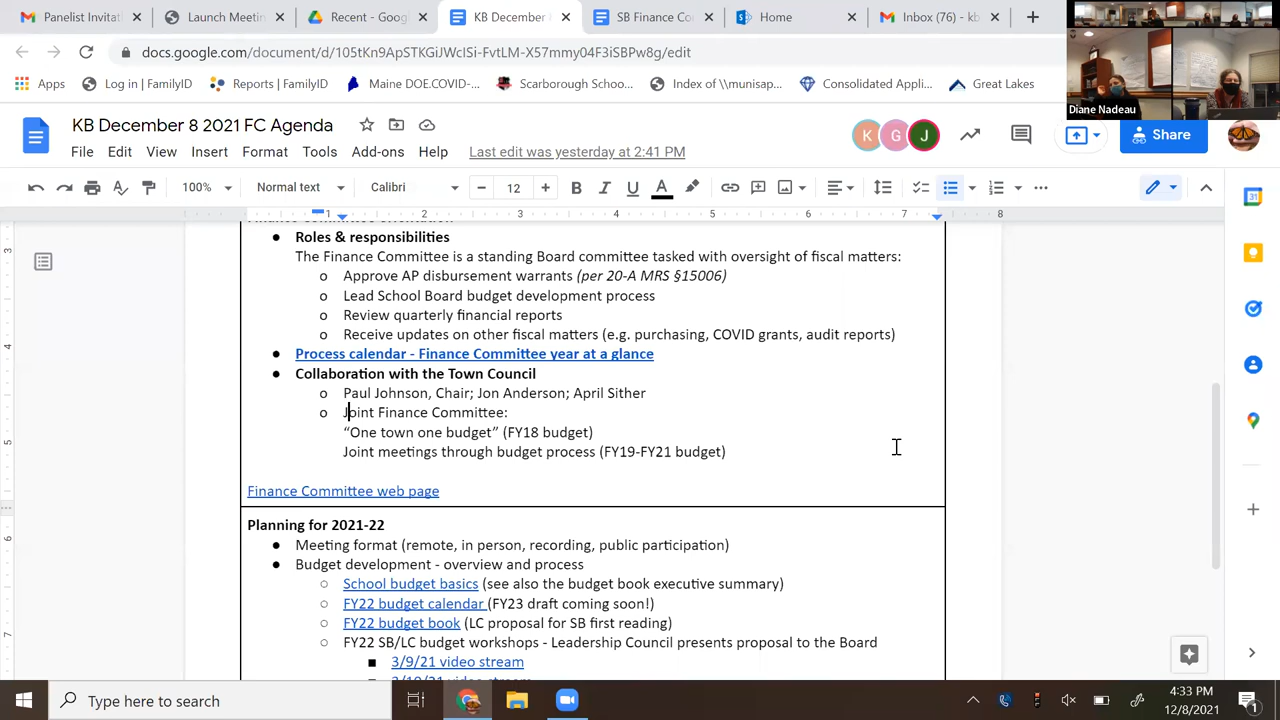 Panelist Invitat
Launch Meetin
Recent - Goog
KB December 8
SB Finance Co
Home
Inbox (76) - kb
docs.google.com/document/d/105tKn9ApSTKGiJWcISi-FvtLM-X57mmy04F3iSBPw8g/edit
Apps
Log in | FamilyID
Reports | FamilyID
Maine DOE.COVID-...
Scarborough Schoo...
Index of \\munisap...
Consolidated Appli...
Great Lakes
Diane Nadeau
KB December 8 2021 FC Agenda
K G J
Share
File Edit View Insert Format Tools Add-ons Help Last edit was yesterday at 2:41 PM
100% Normal text Calibri 12 B I U A
1 2 3 4 5 6 7 8
● Roles & responsibilities
The Finance Committee is a standing Board committee tasked with oversight of fiscal matters:
o Approve AP disbursement warrants (per 20-A MRS §15006)
o Lead School Board budget development process
o Review quarterly financial reports
o Receive updates on other fiscal matters (e.g. purchasing, COVID grants, audit reports)
● Process calendar - Finance Committee year at a glance
● Collaboration with the Town Council
o Paul Johnson, Chair; Jon Anderson; April Sither
o Joint Finance Committee:
“One town one budget” (FY18 budget)
Joint meetings through budget process (FY19-FY21 budget)
Finance Committee web page
Planning for 2021-22
● Meeting format (remote, in person, recording, public participation)
● Budget development - overview and process
○ School budget basics (see also the budget book executive summary)
○ FY22 budget calendar (FY23 draft coming soon!)
○ FY22 budget book (LC proposal for SB first reading)
○ FY22 SB/LC budget workshops - Leadership Council presents proposal to the Board
■ 3/9/21 video stream
Type here to search
4:33 PM
12/8/2021
1